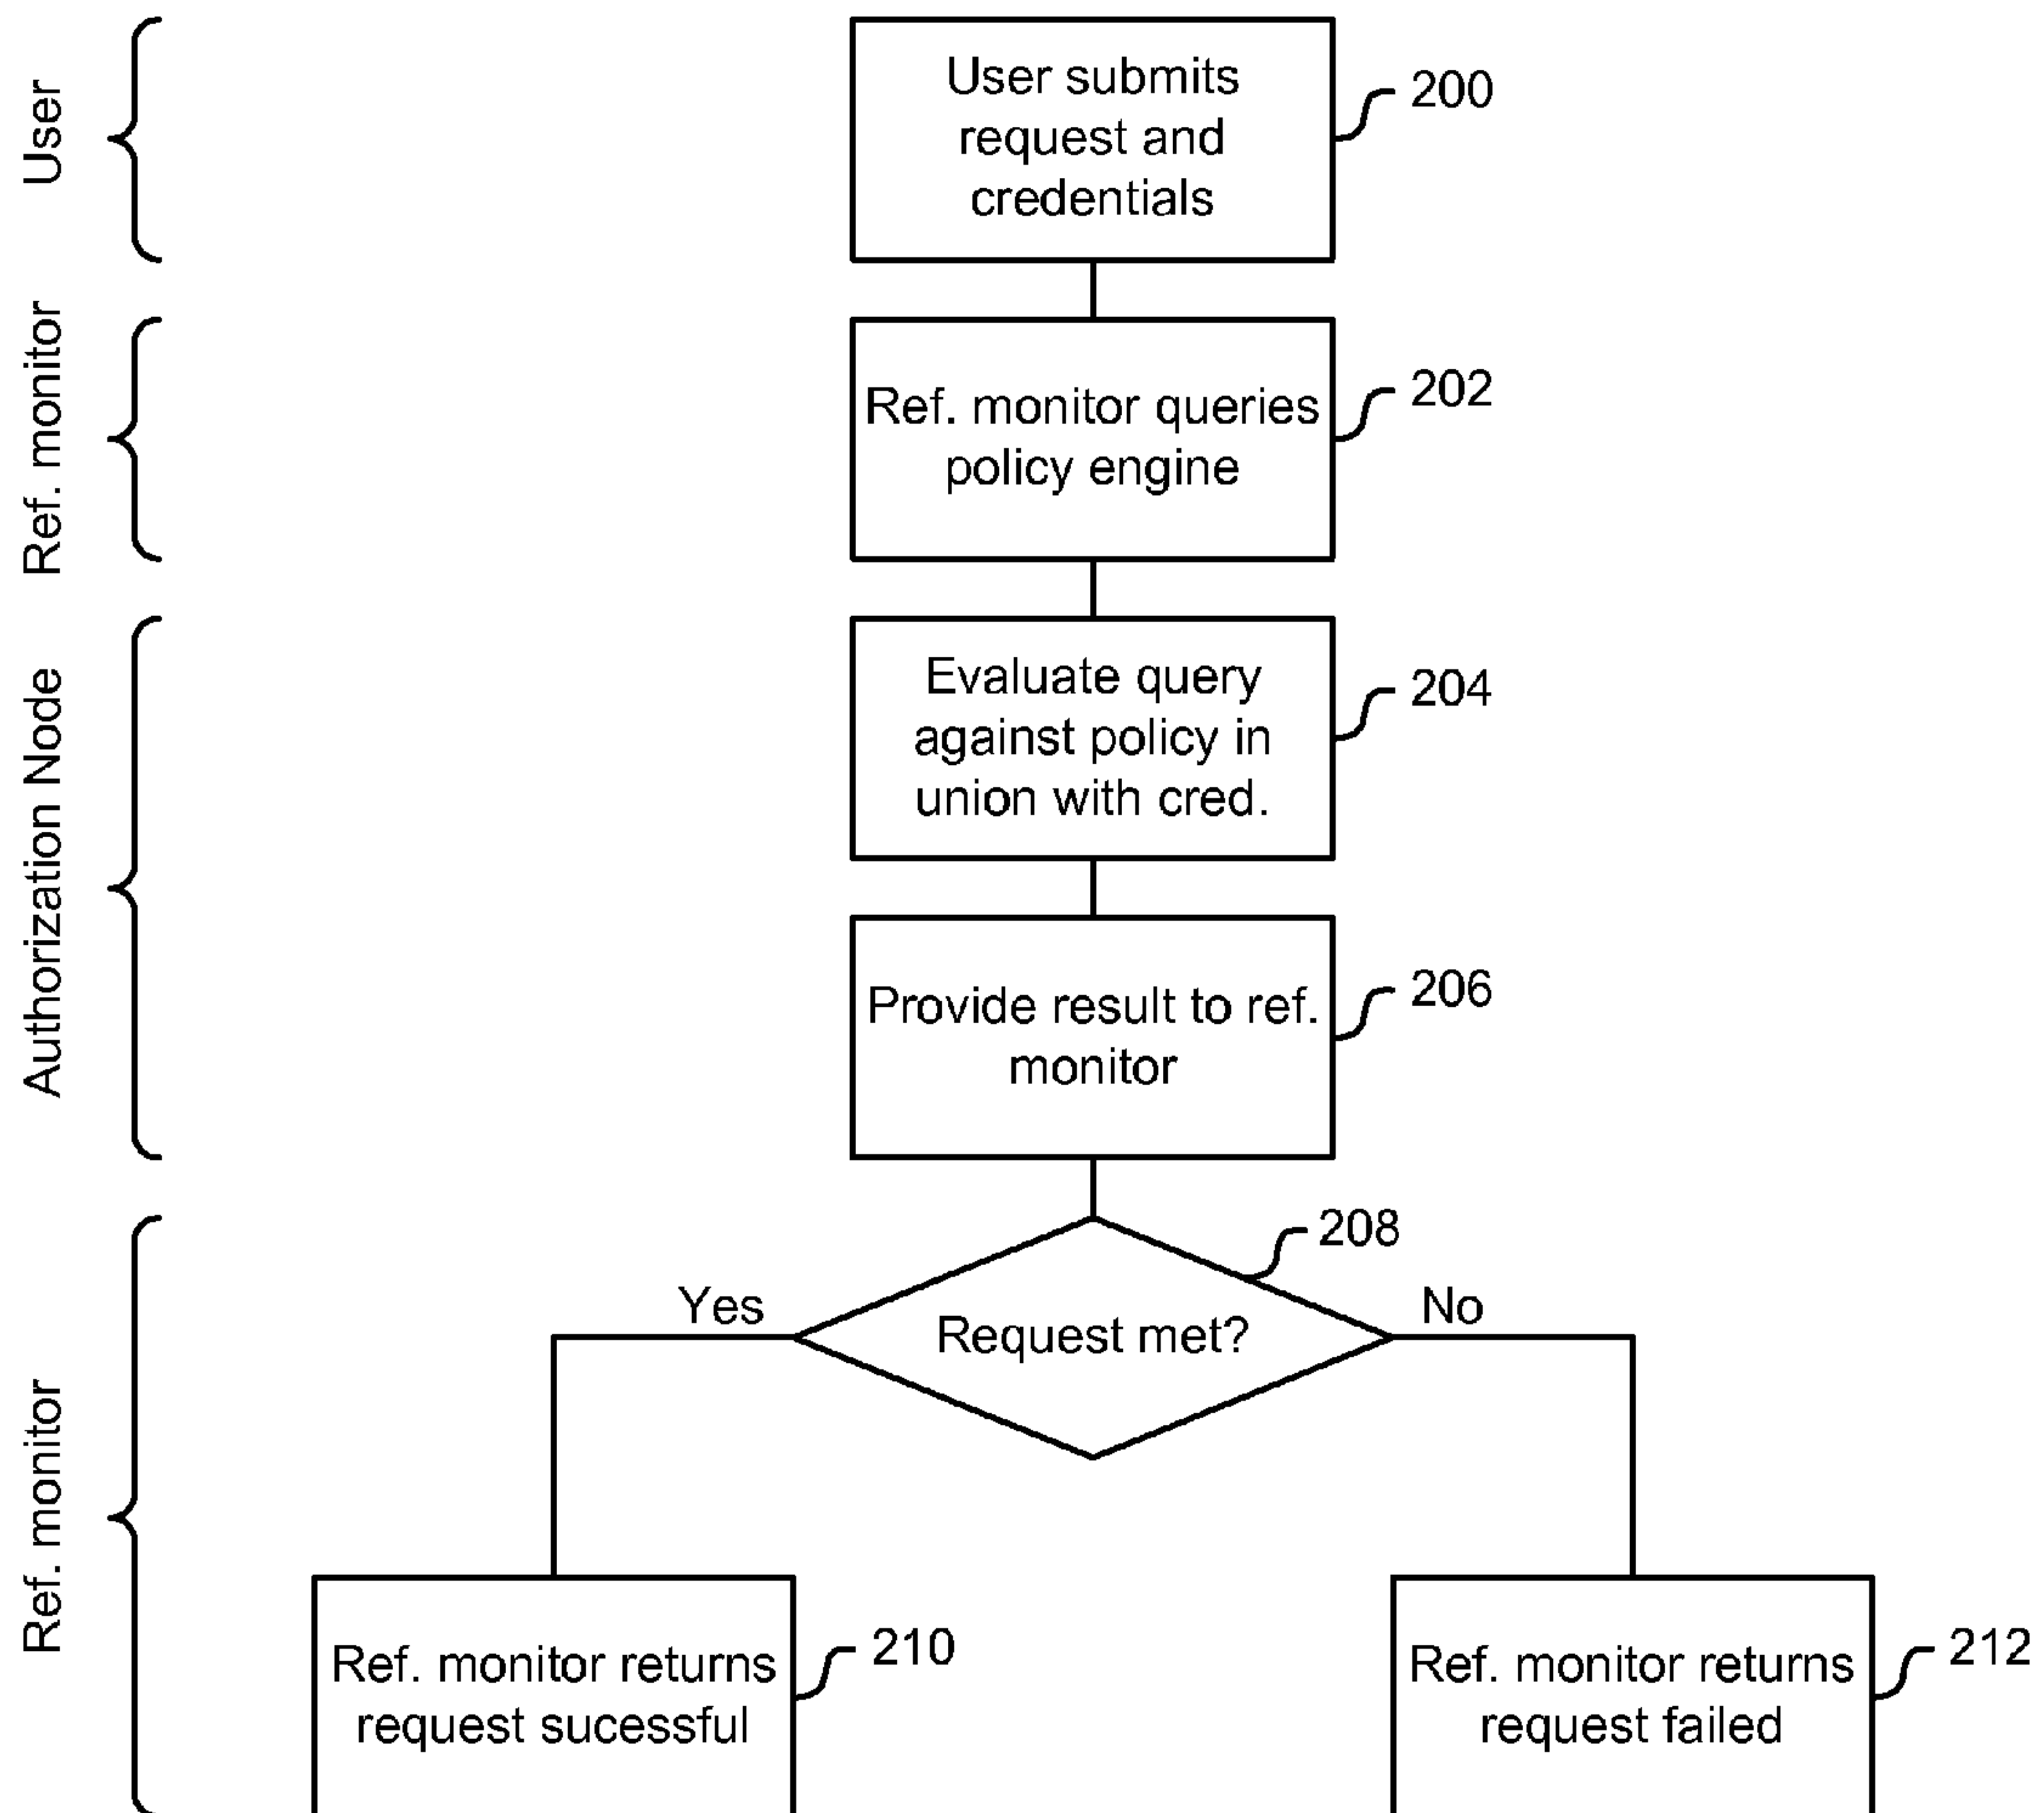 User
User submits
request and
credentials
200
Ref. monitor
Ref. monitor queries
policy engine
202
Authorization Node
Evaluate query
against policy in
union with cred.
204
Provide result to ref.
monitor
206
Ref. monitor
208
Yes
Request met?
No
Ref. monitor returns
request sucessful
210
Ref. monitor returns
request failed
212